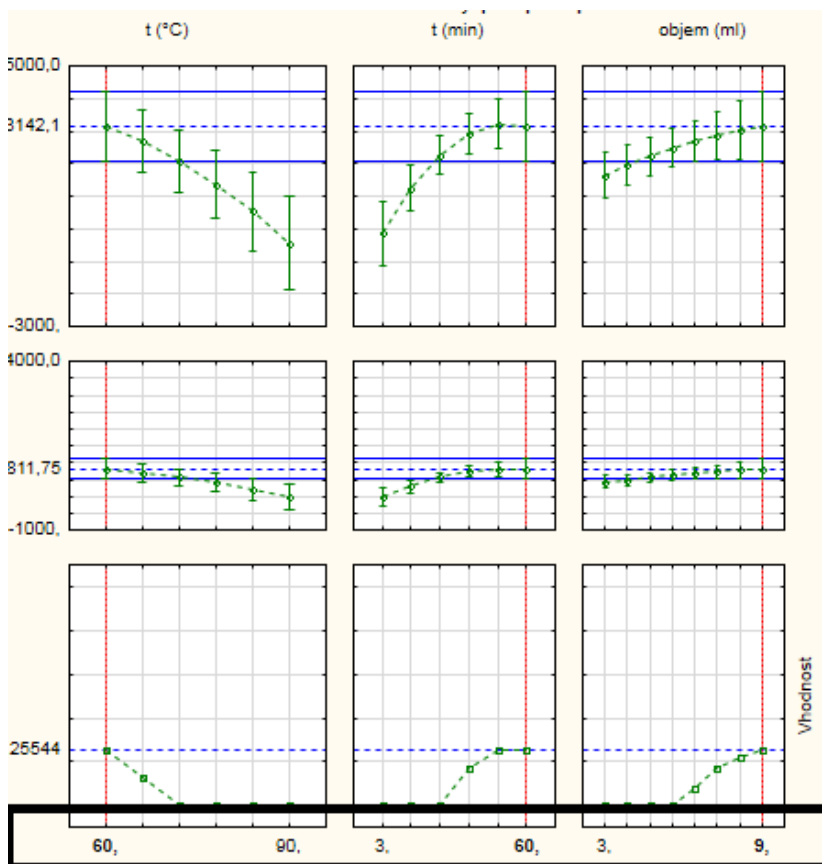 t (°C) t (min) objem (ml)
5000,0
3142,1
-3000,
4000,0
811,75
-1000,
Vhodnost
25544
60, 90, 3, 60, 3, 9,